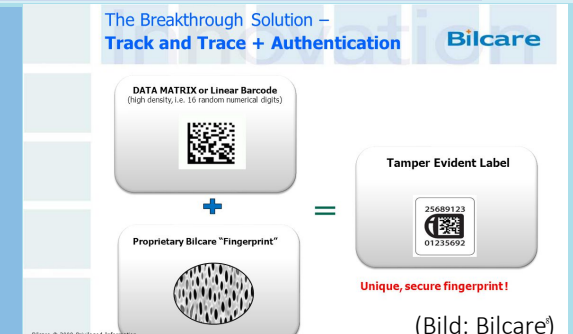 The Breakthrough Solution –
Track and Trace + Authentication
Bilcare
DATA MATRIX or Linear Barcode
(high density, i.e. 16 random numerical digits)
Tamper Evident Label
25689123
01235692
Proprietary Bilcare "Fingerprint"
Unique, secure fingerprint!
(Bild: Bilcare)